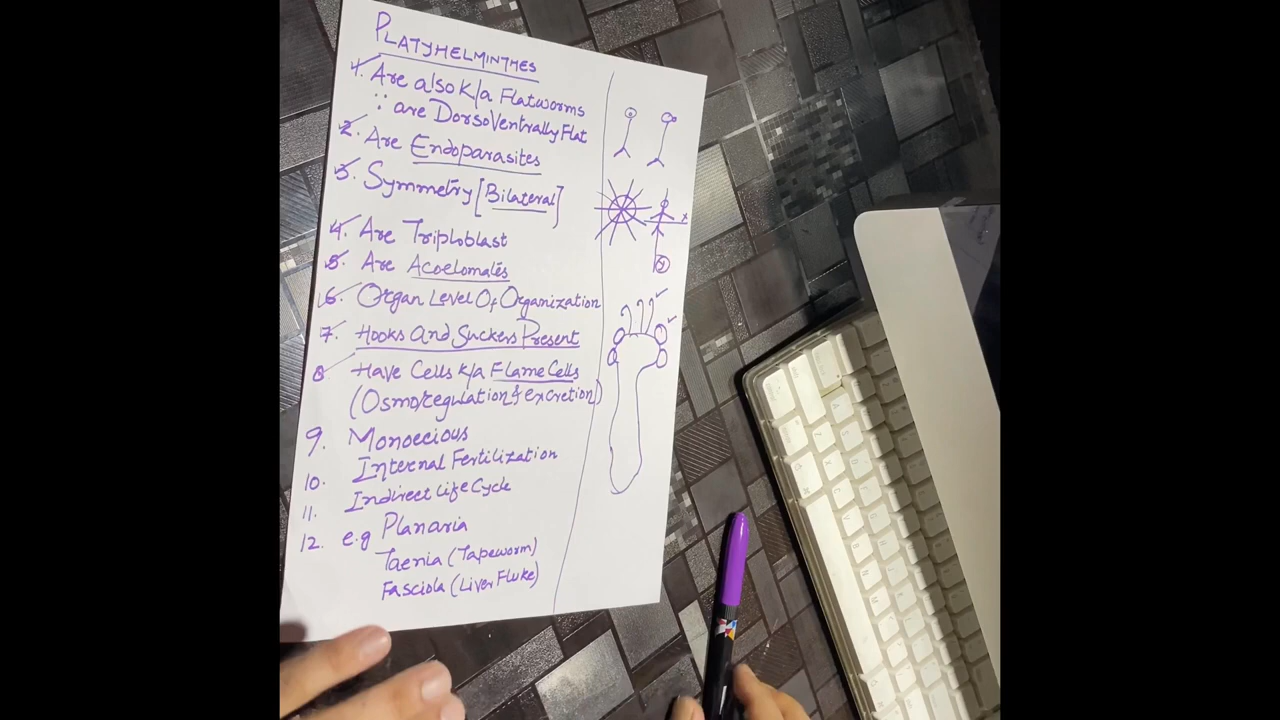 PLATYHELMINTHES
1. Are also K/a Flatworms
∵ are DorsoVentrally Flat
2. Are Endoparasites
3. Symmetry [Bilateral]
4. Are Triploblast
5. Are Acoelomates
6. Organ Level Of Organization
7. Hooks And Suckers Present
8. Have Cells k/a Flame Cells
(Osmoregulation & excretion)
9. Monoecious
10. Internal Fertilization
11. Indirect Life Cycle
12. e.g Planaria
Taenia (Tapeworm)
Fasciola (Liver Fluke)